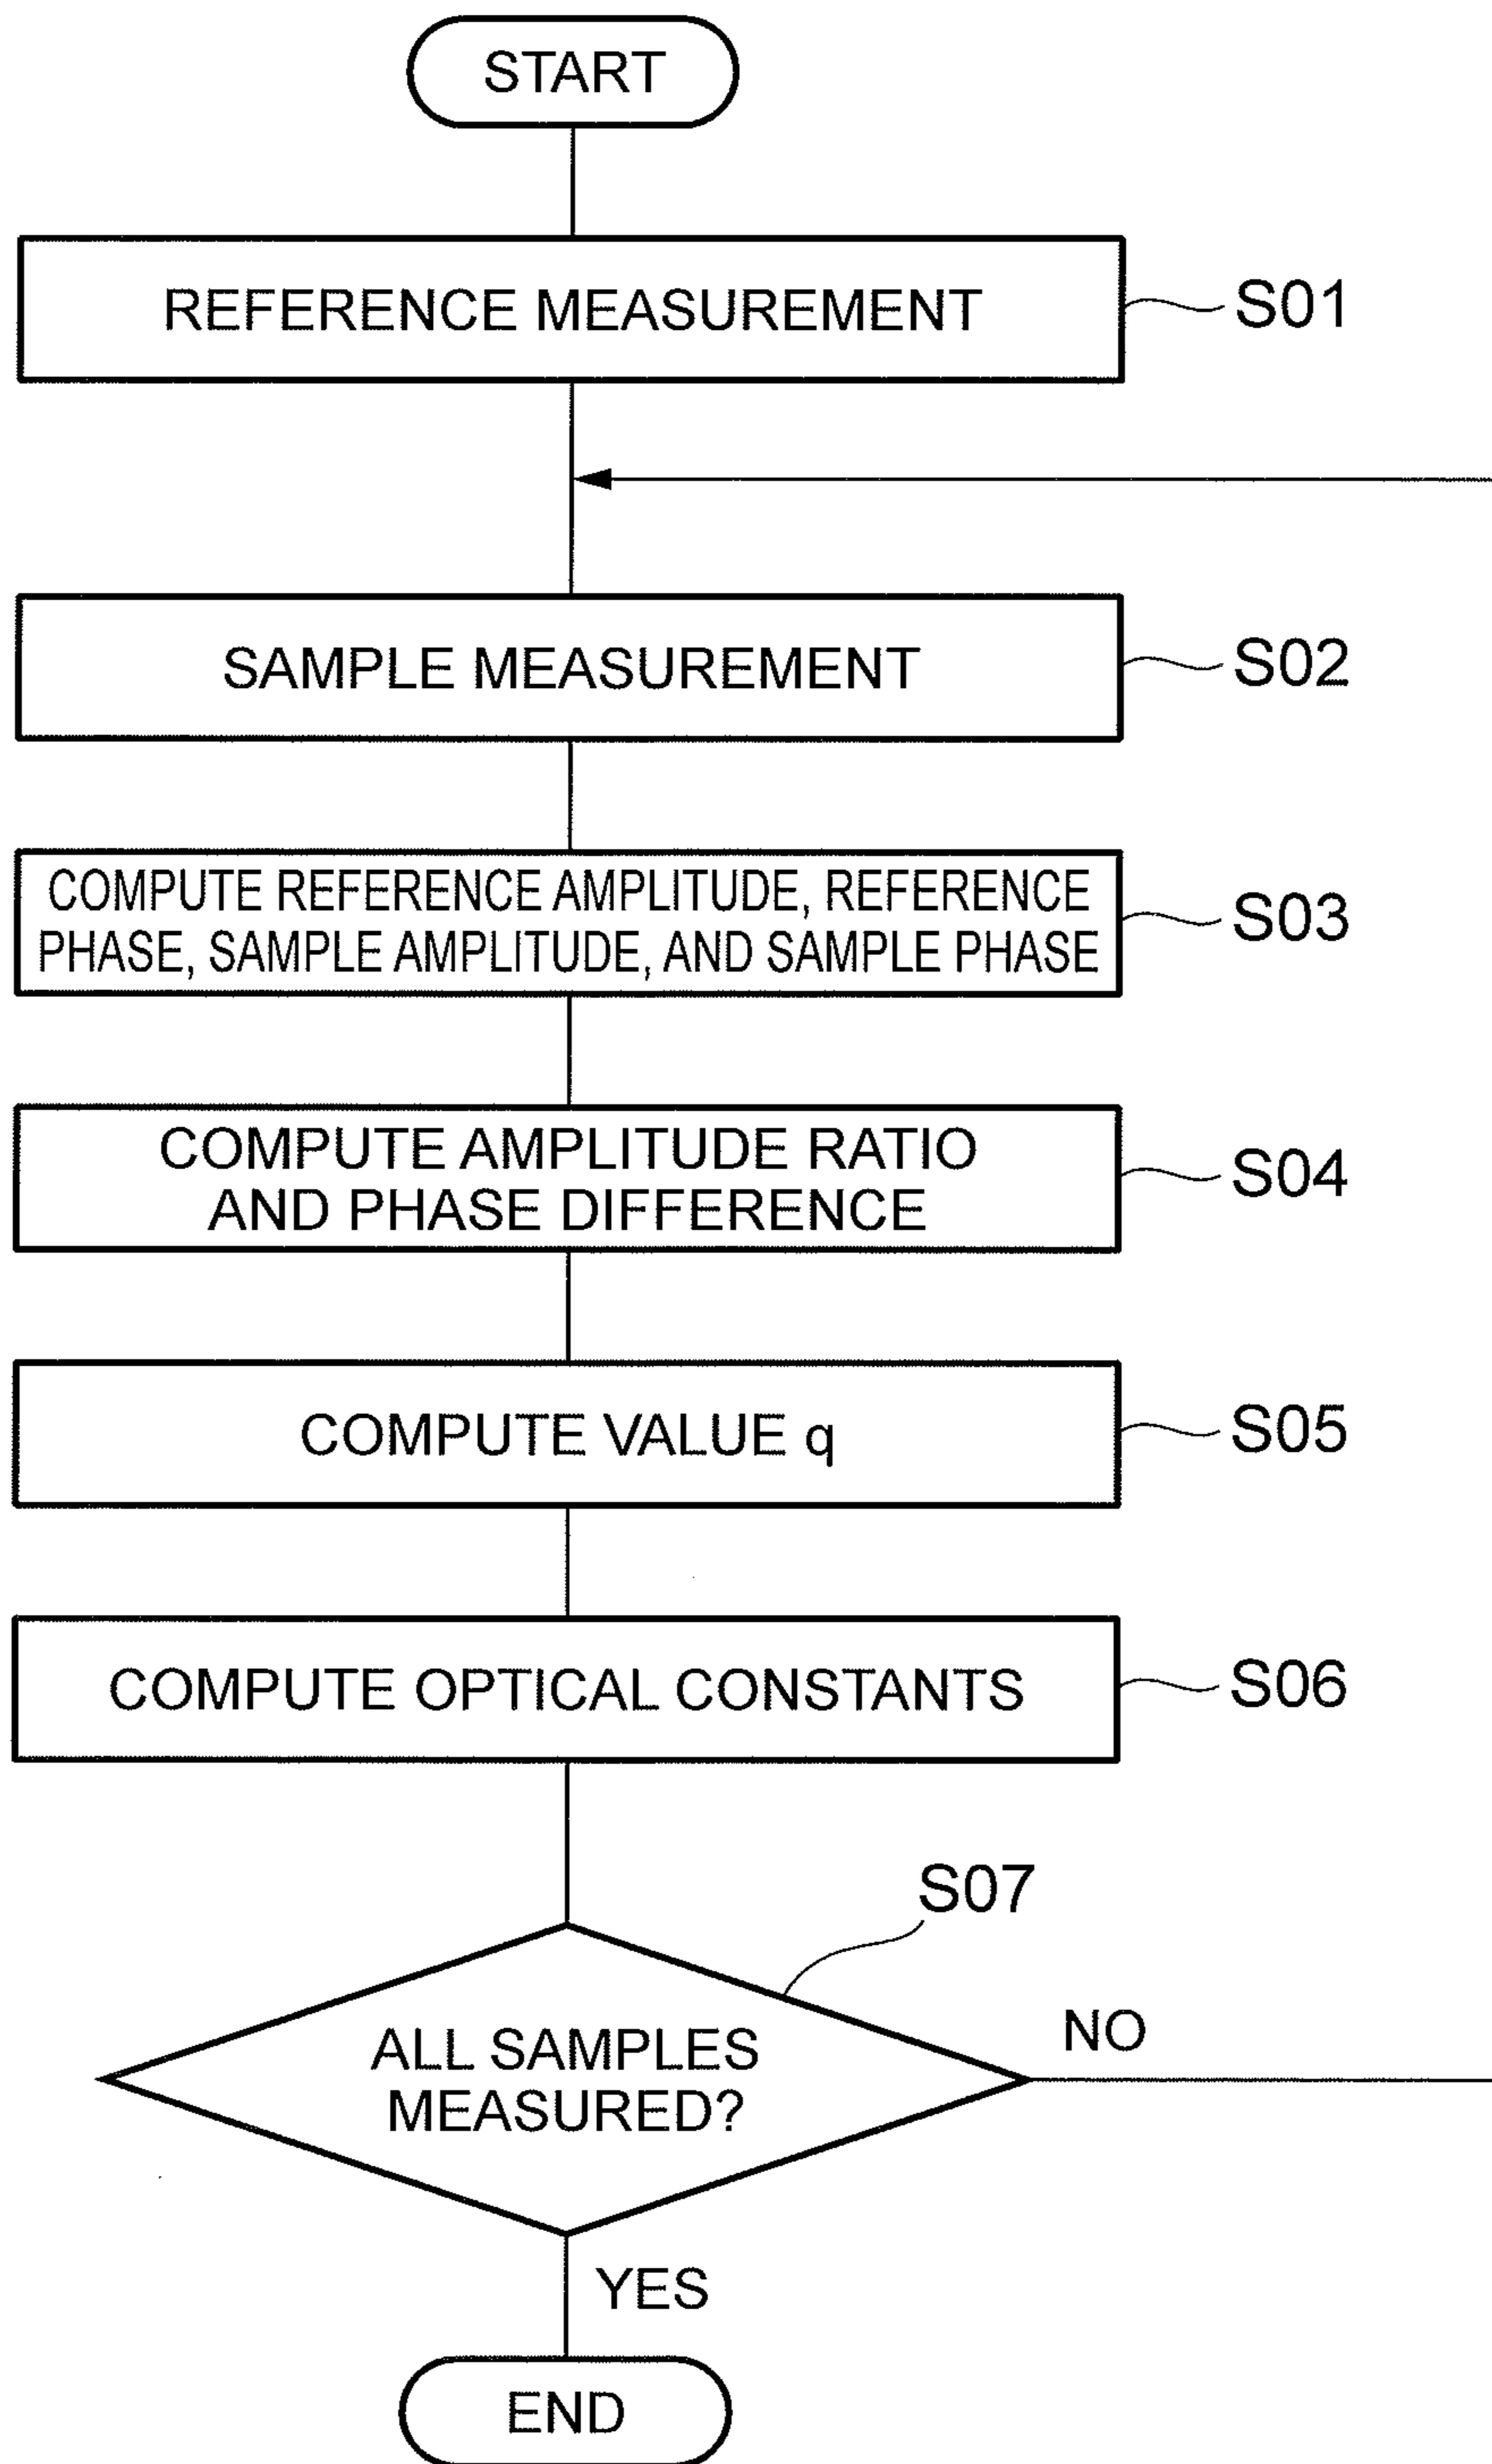 START
REFERENCE MEASUREMENT
S01
SAMPLE MEASUREMENT
S02
COMPUTE REFERENCE AMPLITUDE, REFERENCE
PHASE, SAMPLE AMPLITUDE, AND SAMPLE PHASE
S03
COMPUTE AMPLITUDE RATIO
AND PHASE DIFFERENCE
S04
COMPUTE VALUE q
S05
COMPUTE OPTICAL CONSTANTS
S06
S07
ALL SAMPLES
MEASURED?
NO
YES
END